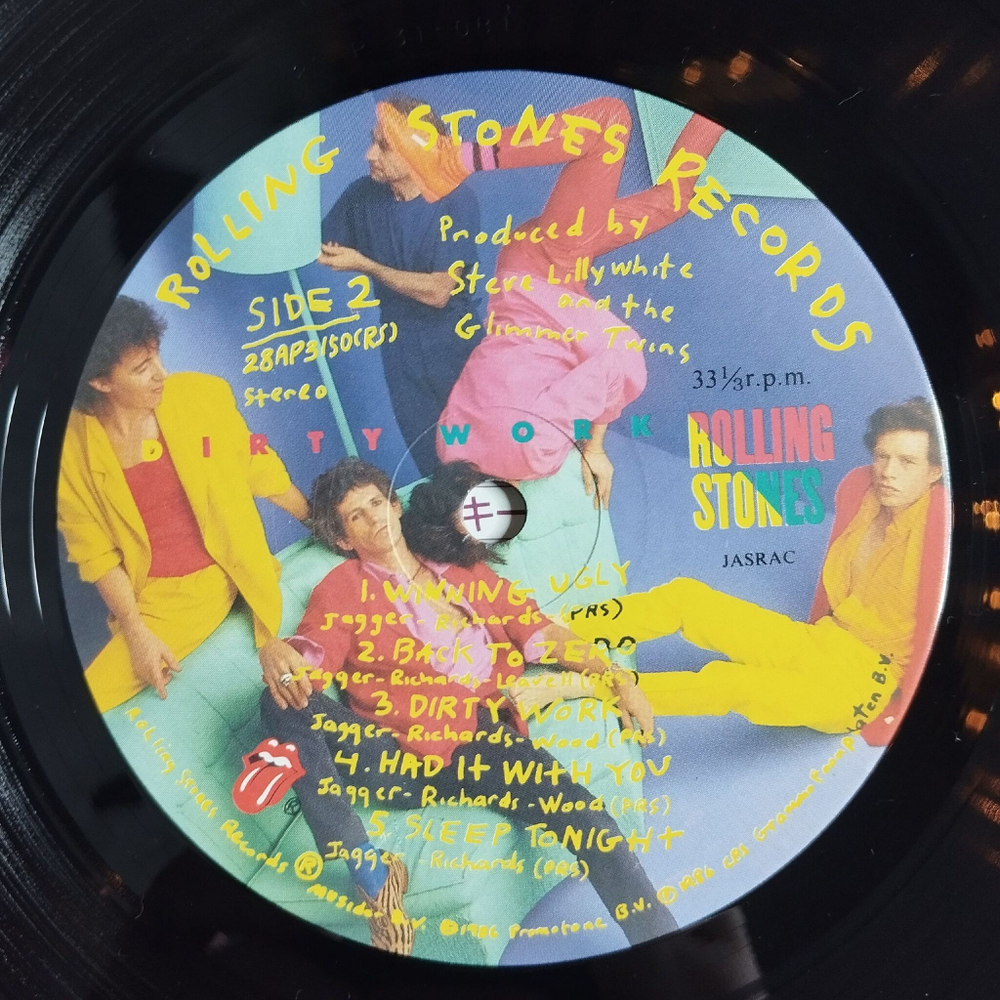 ROLLING STONES RECORDS
Produced by
Steve Lillywhite
and the
Glimmer Twins
SIDE 2
28AP3150(RS)
Stereo
33⅓r.p.m.
DIRTY WORK
ROLLING
STONES
JASRAC
キー
1. WINNING UGLY
Jagger - Richards (PRS)
2. BACK TO ZERO
Jagger - Richards - Leavell (PRS)
3. DIRTY WORK
Jagger - Richards - Wood (PRS)
4. HAD IT WITH YOU
Jagger - Richards - Wood (PRS)
5. SLEEP TONIGHT
Jagger - Richards (PRS)
®
Rolling Stones Records ® Musidor B.V. ©1986 Promotone B.V. ℗1986 CBS Grammofoonplaten B.V.